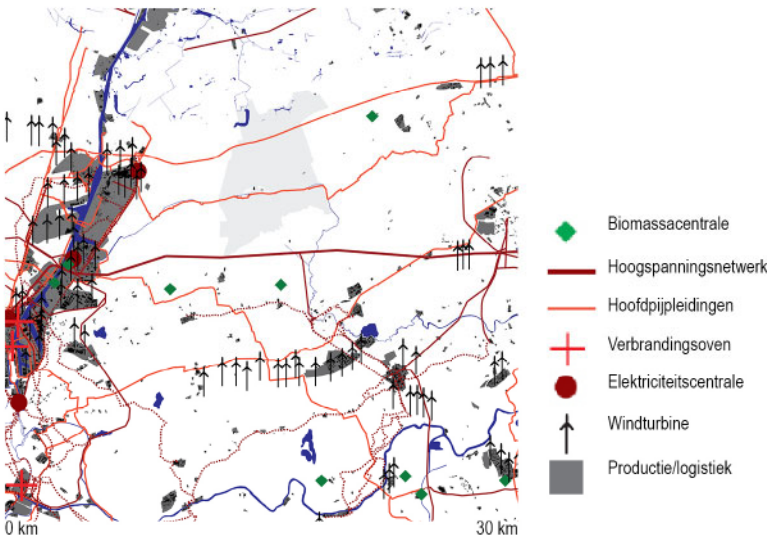 Biomassacentrale
Hoogspanningsnetwerk
Hoofdpijpleidingen
Verbrandingsoven
Elektriciteitscentrale
Windturbine
Productie/logistiek
0 km
30 km